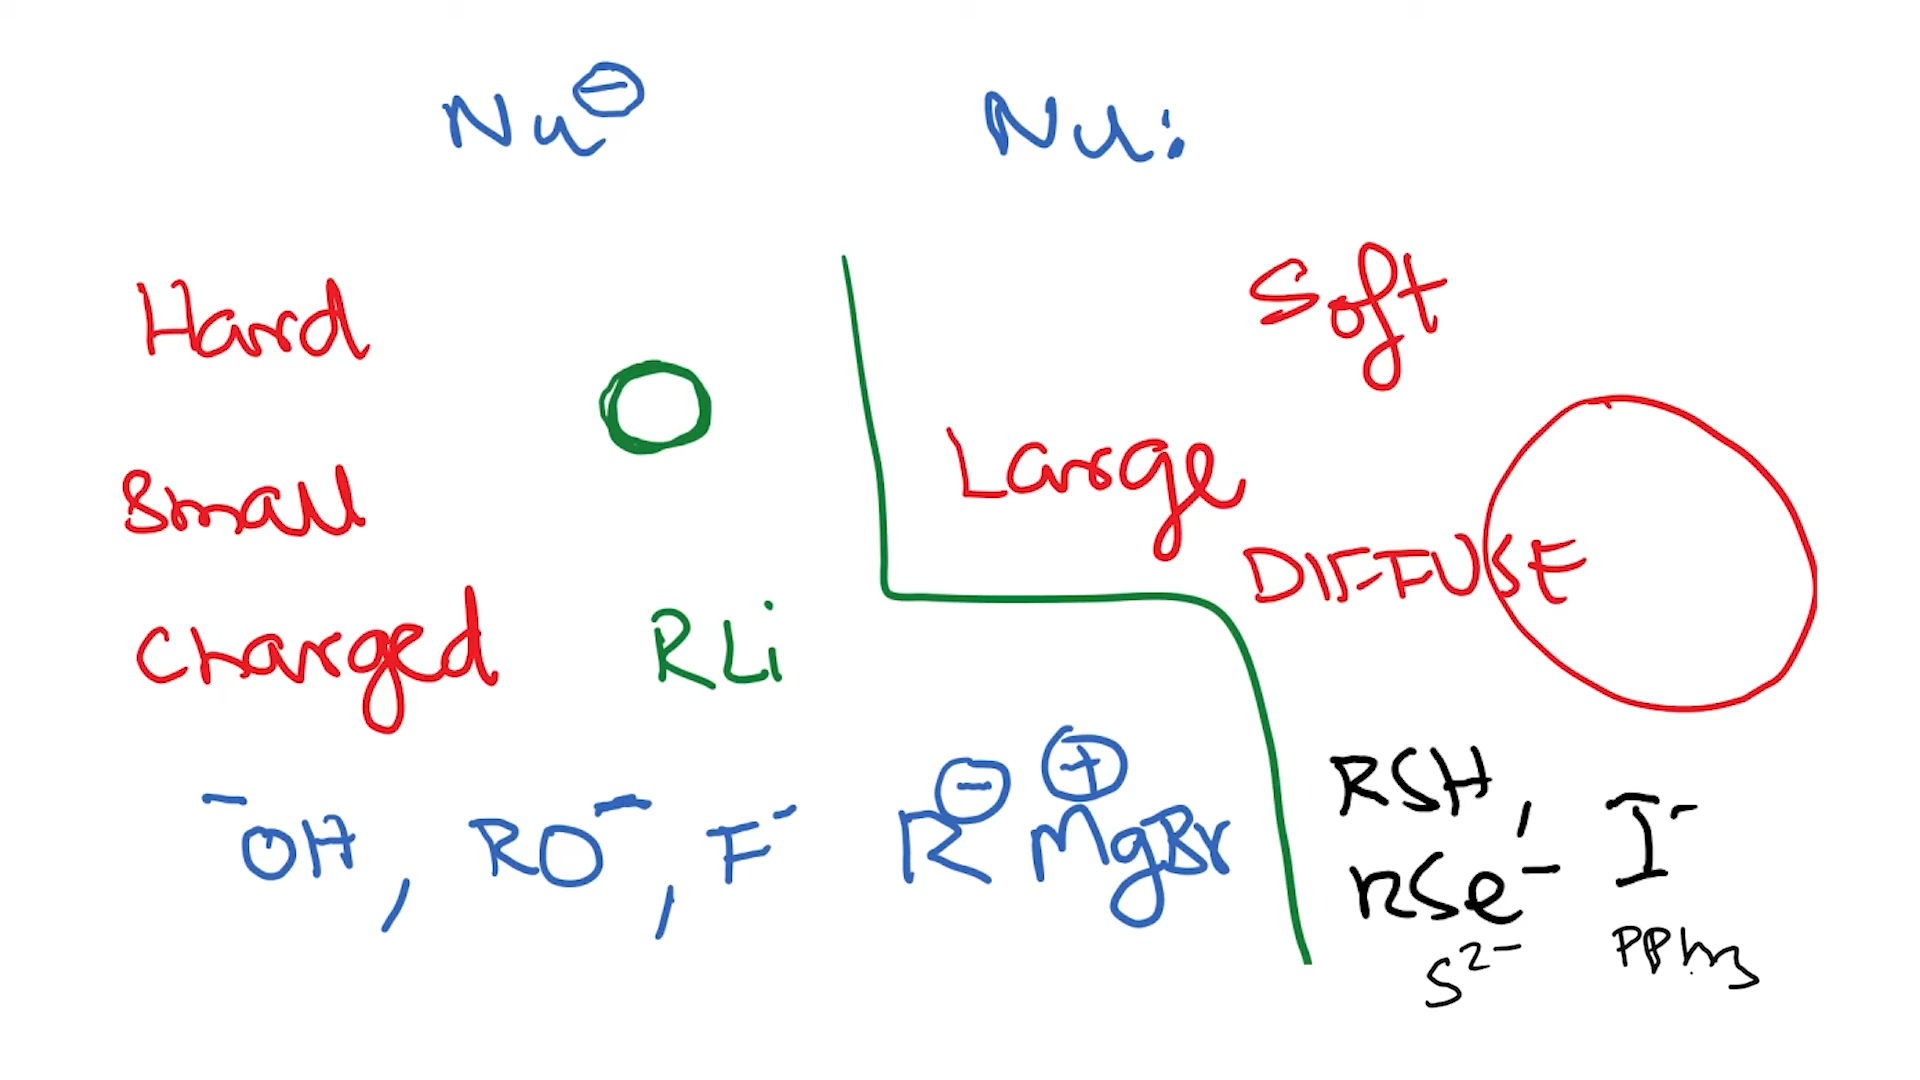 Nu⊖ Nu:
Hard
Soft
Small
Large
DIFFUSE
Charged RLi
⁻OH, RO⁻, F⁻ R⊖ ⊕MgBr
RSH, I⁻
RSe⁻
S²⁻ PPh₃